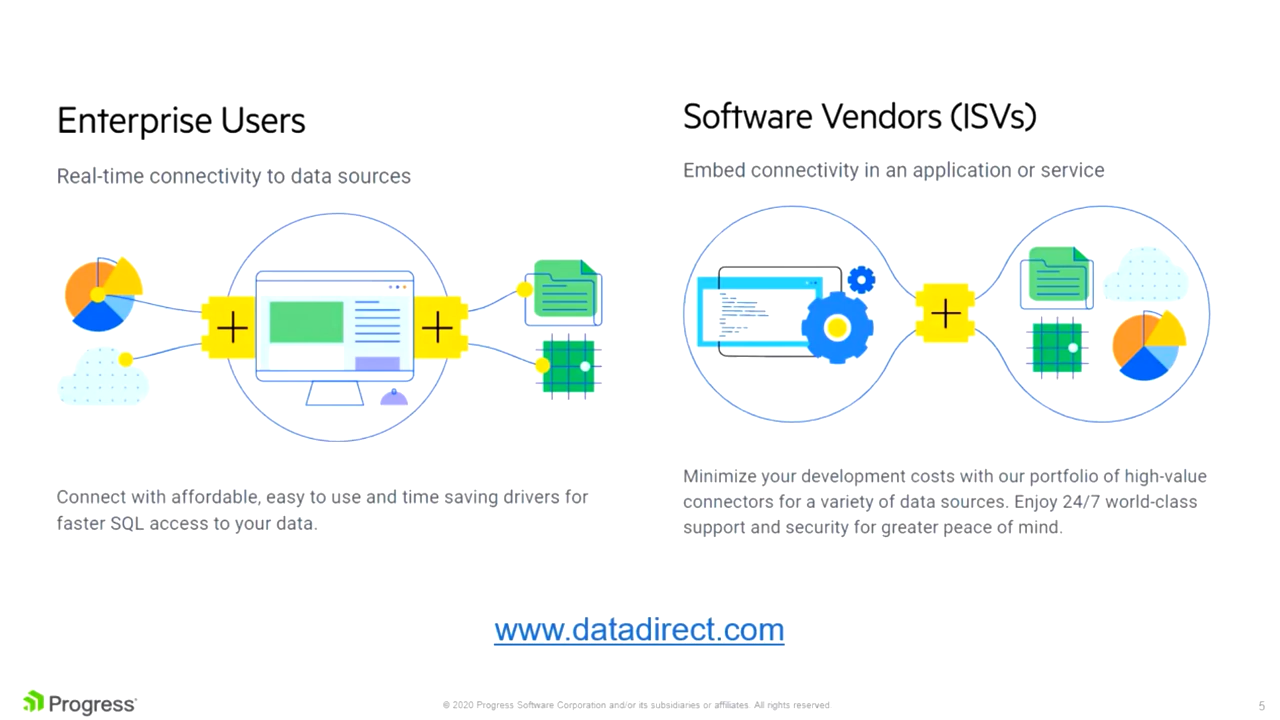 Enterprise Users
Real-time connectivity to data sources
Connect with affordable, easy to use and time saving drivers for
faster SQL access to your data.
Software Vendors (ISVs)
Embed connectivity in an application or service
Minimize your development costs with our portfolio of high-value
connectors for a variety of data sources. Enjoy 24/7 world-class
support and security for greater peace of mind.
www.datadirect.com
Progress
© 2020 Progress Software Corporation and/or its subsidiaries or affiliates. All rights reserved.
5